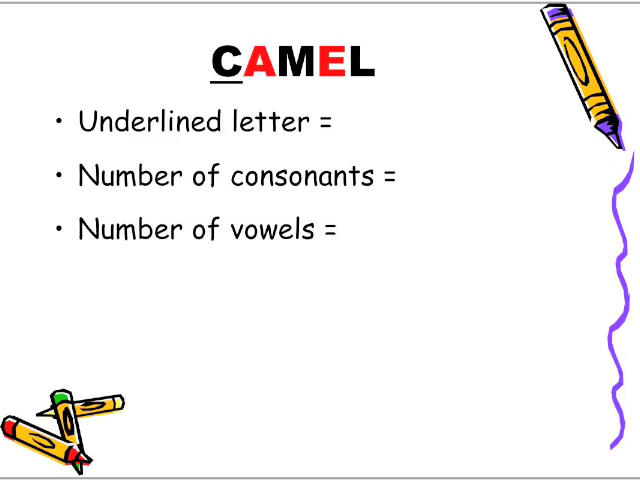 CAMEL
• Underlined letter =
• Number of consonants =
• Number of vowels =